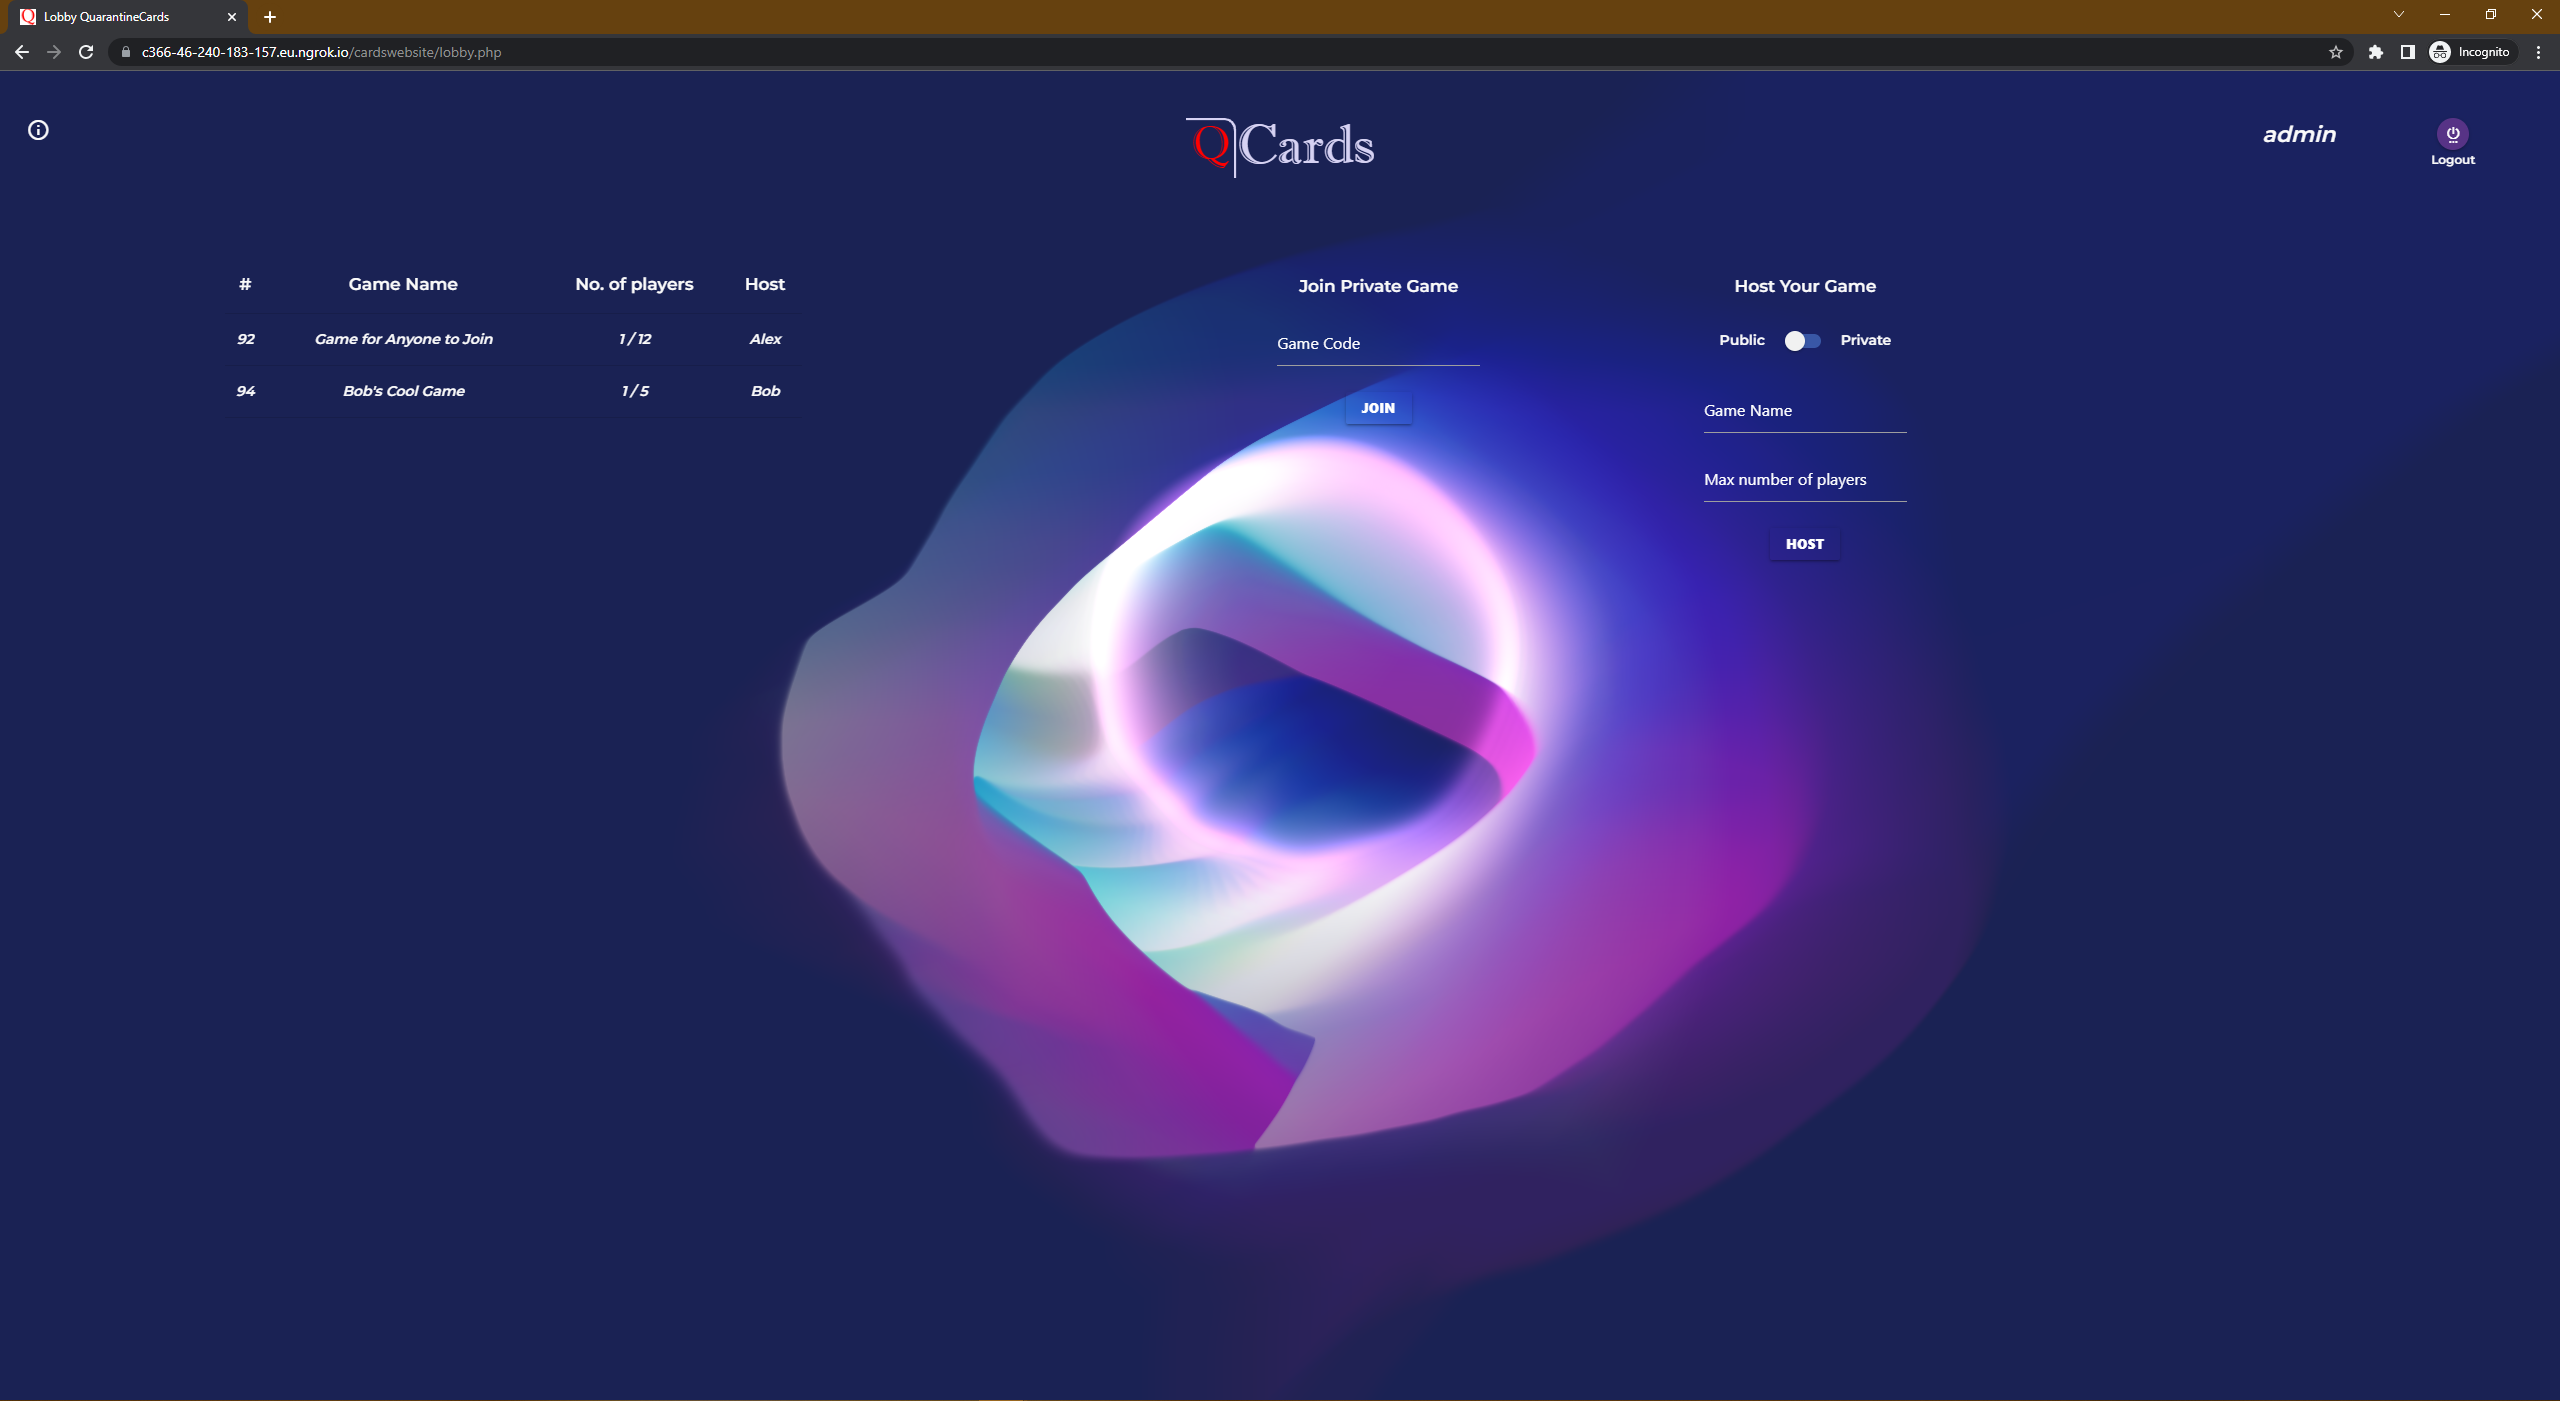 Lobby QuarantineCards
c366-46-240-183-157.eu.ngrok.io/cardswebsite/lobby.php
Incognito
QCards
admin
Logout
# Game Name No. of players Host
92 Game for Anyone to Join 1 / 12 Alex
94 Bob's Cool Game 1 / 5 Bob
Join Private Game
Game Code
JOIN
Host Your Game
Public Private
Game Name
Max number of players
HOST